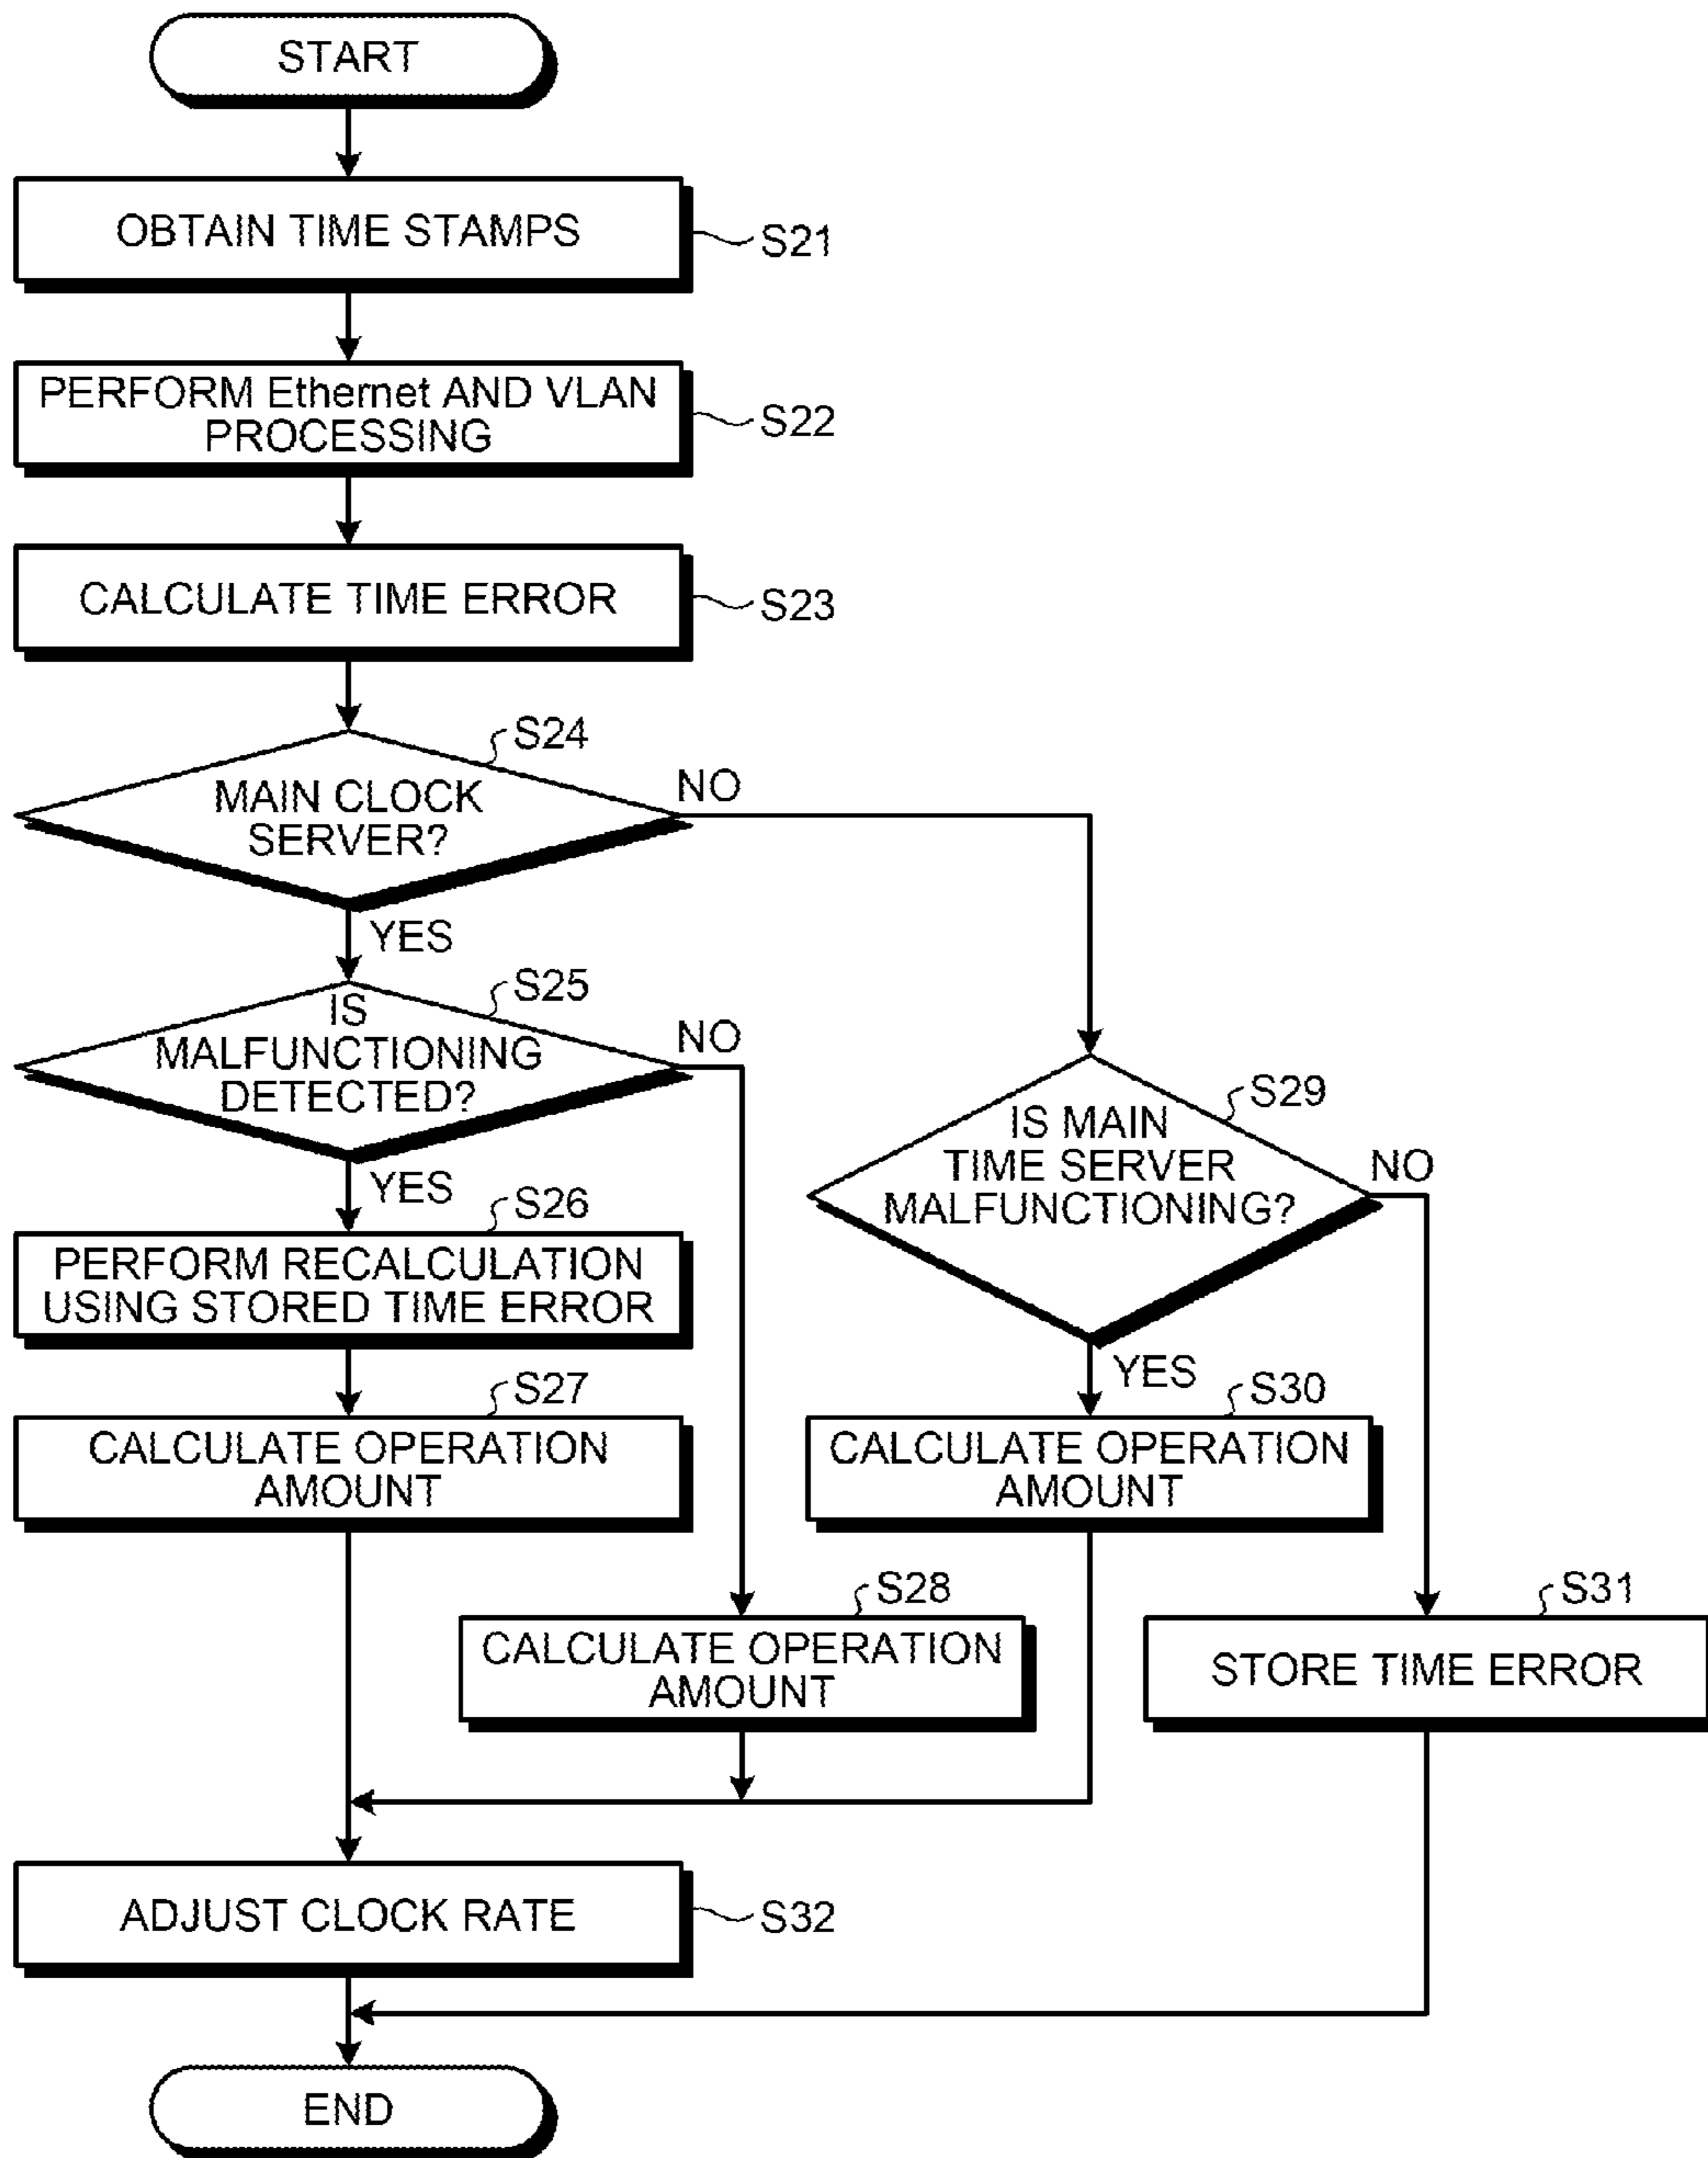 START
OBTAIN TIME STAMPS
S21
PERFORM Ethernet AND VLAN
PROCESSING
S22
CALCULATE TIME ERROR
S23
S24
MAIN CLOCK
SERVER?
NO
YES
S25
IS
MALFUNCTIONING
DETECTED?
NO
YES
S29
IS MAIN
TIME SERVER
MALFUNCTIONING?
NO
YES
S26
PERFORM RECALCULATION
USING STORED TIME ERROR
S27
CALCULATE OPERATION
AMOUNT
S30
CALCULATE OPERATION
AMOUNT
S28
CALCULATE OPERATION
AMOUNT
S31
STORE TIME ERROR
ADJUST CLOCK RATE
S32
END